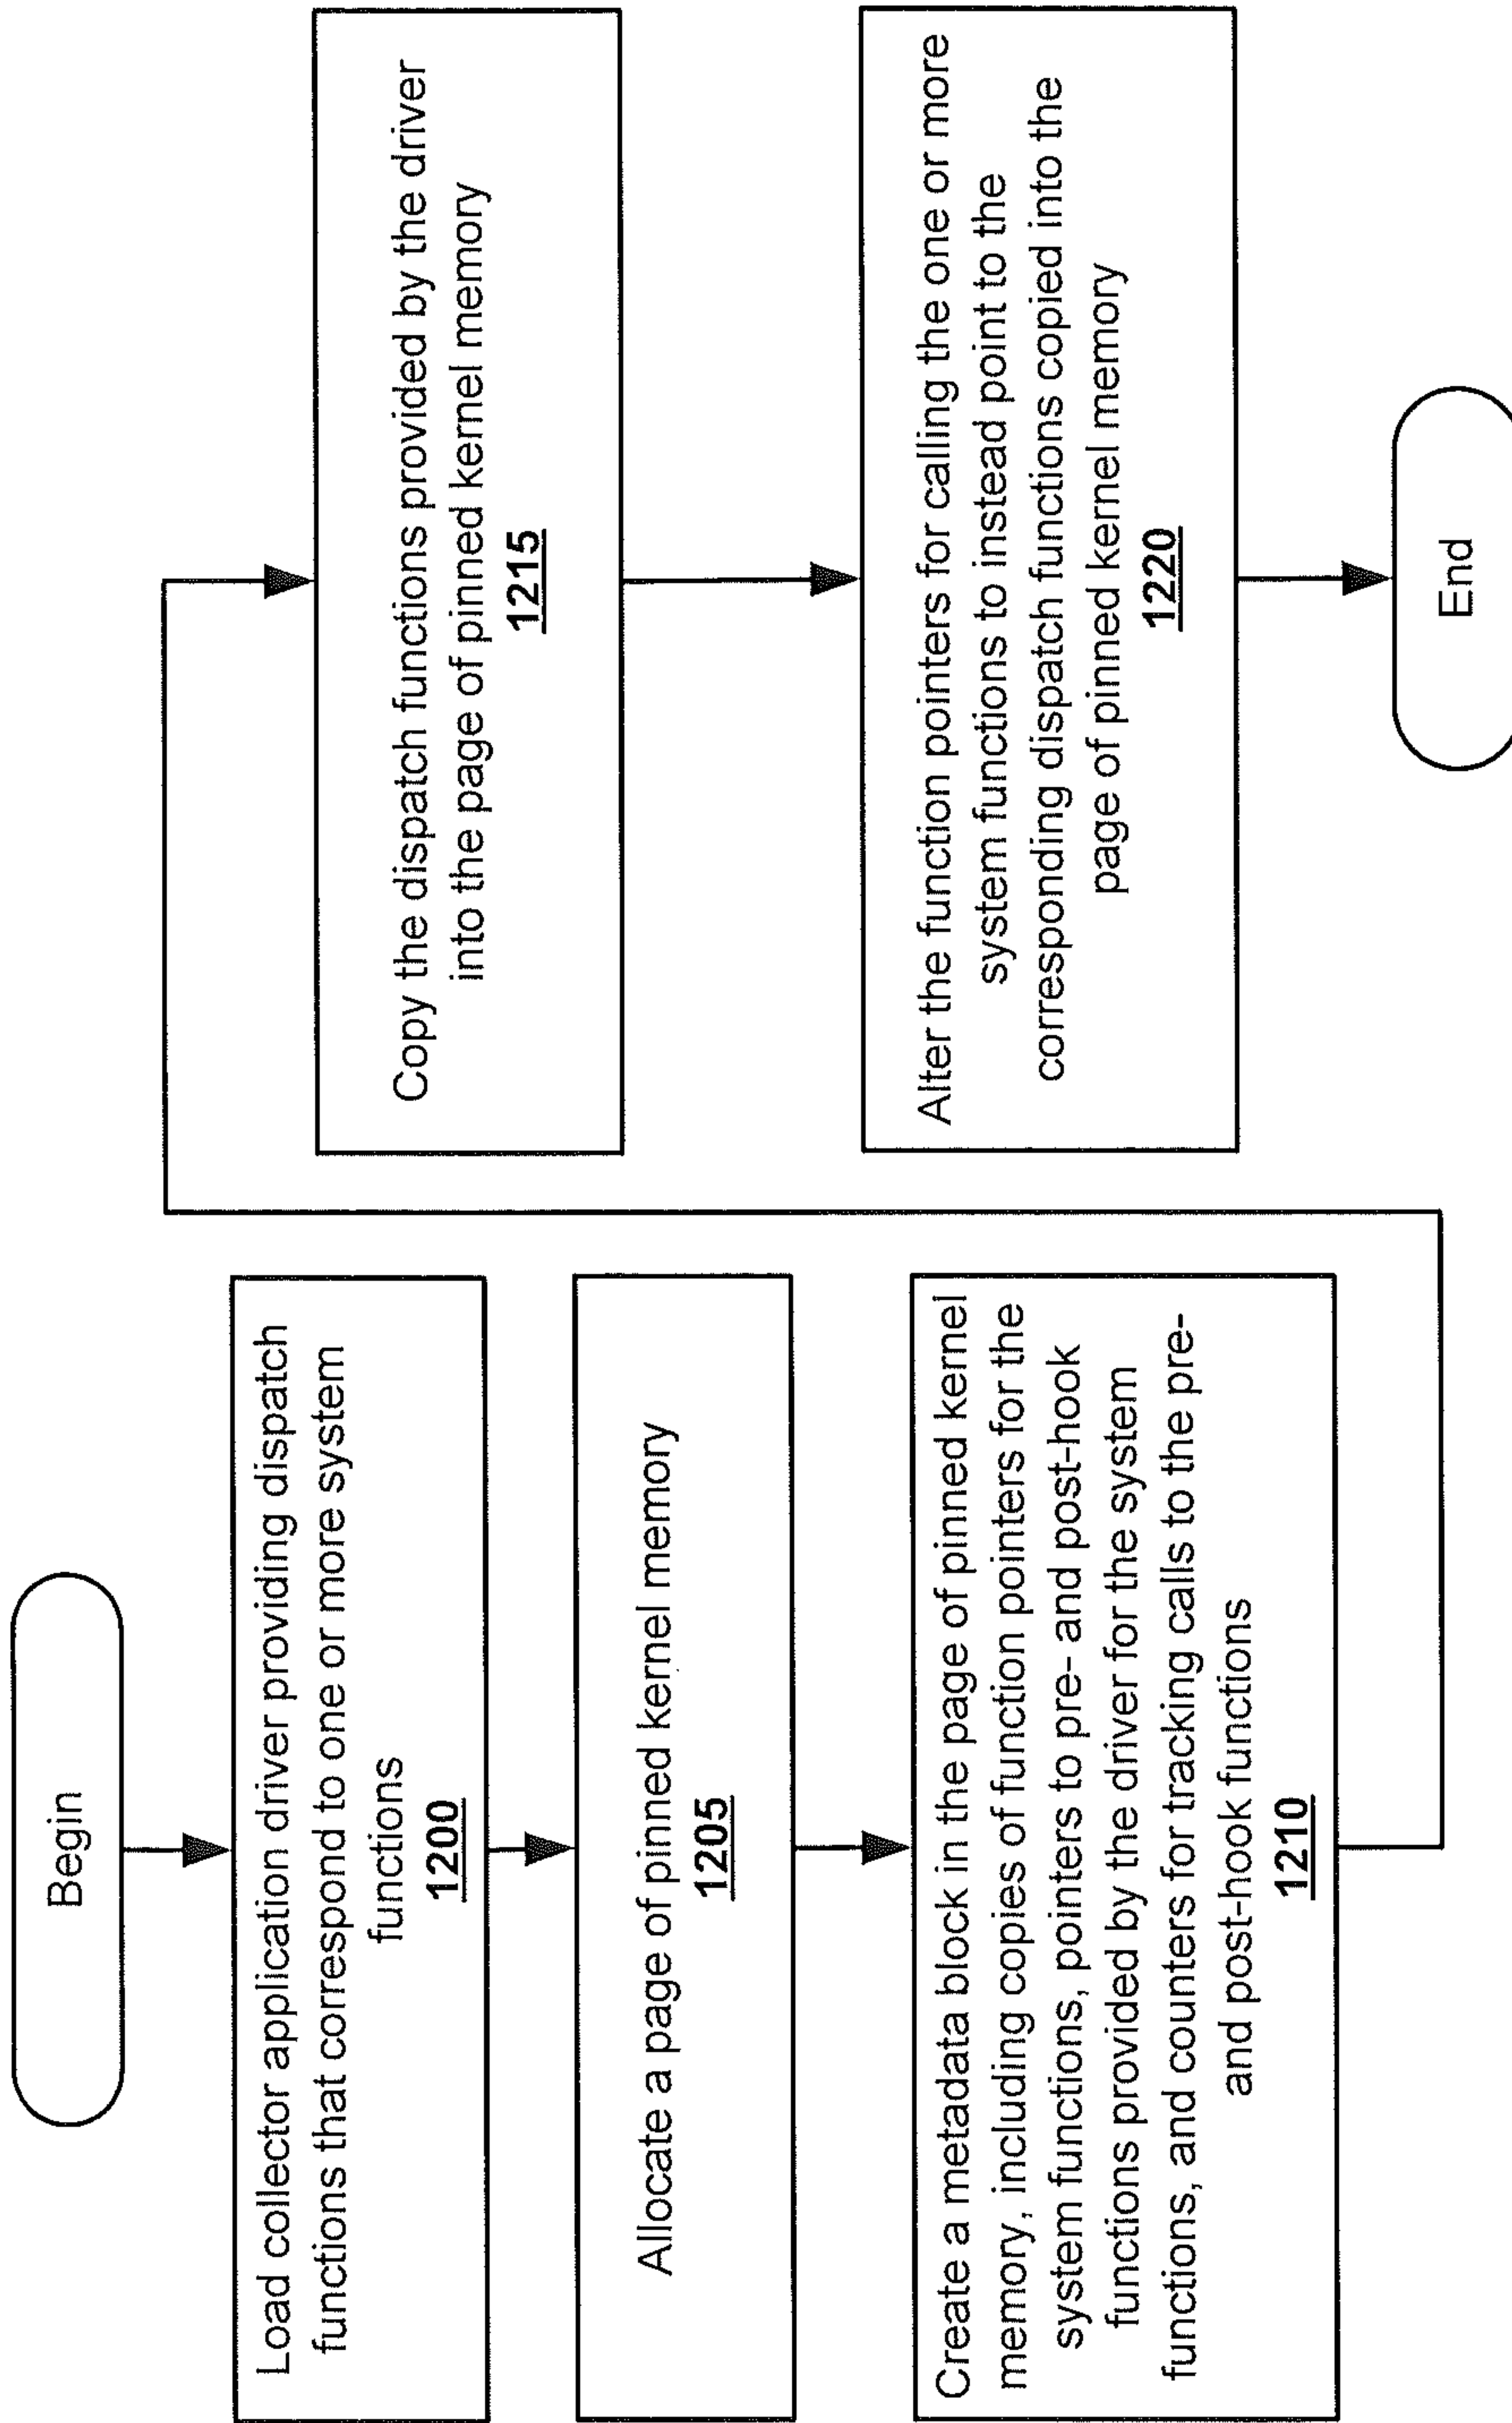 Begin
Load collector application driver providing dispatch
functions that correspond to one or more system
functions
1200
Allocate a page of pinned kernel memory
1205
Create a metadata block in the page of pinned kernel
memory, including copies of function pointers for the
system functions, pointers to pre- and post-hook
functions provided by the driver for the system
functions, and counters for tracking calls to the pre-
and post-hook functions
1210
Copy the dispatch functions provided by the driver
into the page of pinned kernel memory
1215
Alter the function pointers for calling the one or more
system functions to instead point to the
corresponding dispatch functions copied into the
page of pinned kernel memory
1220
End